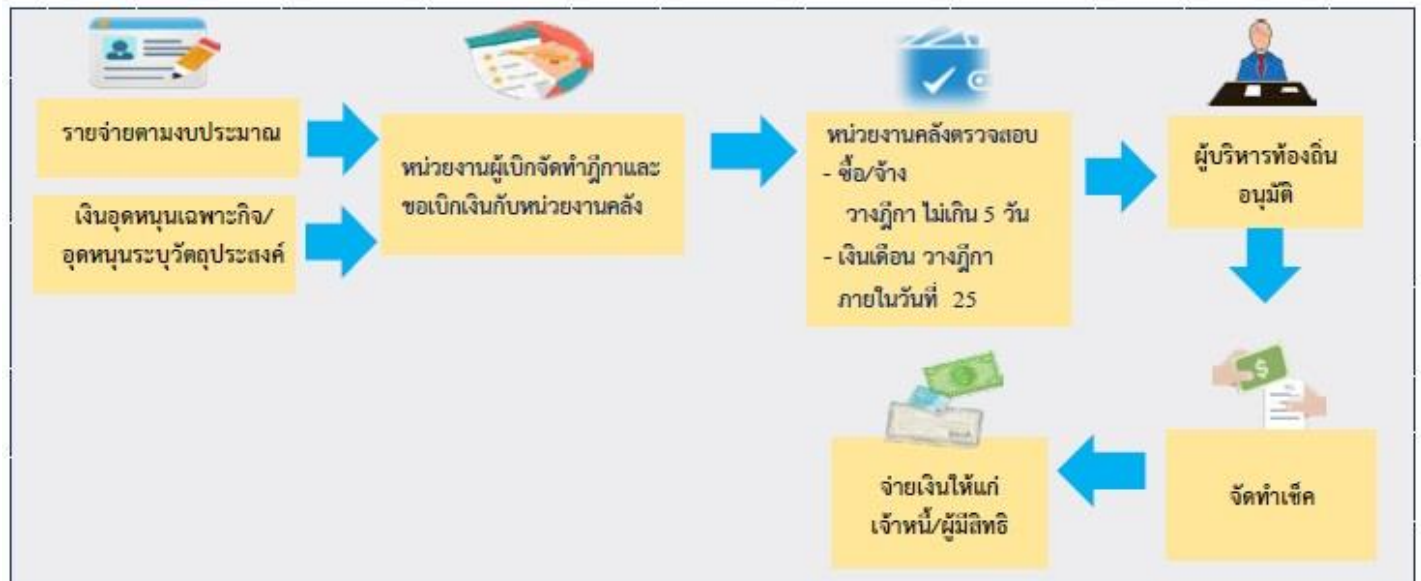 รายจ่ายตามงบประมาณ
เงินอุดหนุนเฉพาะกิจ/
อุดหนุนระบุวัตถุประสงค์
หน่วยงานผู้เบิกจัดทำฎีกาและ
ขอเบิกเงินกับหน่วยงานคลัง
หน่วยงานคลังตรวจสอบ
- ซื้อ/จ้าง
วางฎีกา ไม่เกิน 5 วัน
- เงินเดือน วางฎีกา
ภายในวันที่ 25
ผู้บริหารท้องถิ่น
อนุมัติ
จัดทำเช็ค
จ่ายเงินให้แก่
เจ้าหนี้/ผู้มีสิทธิ